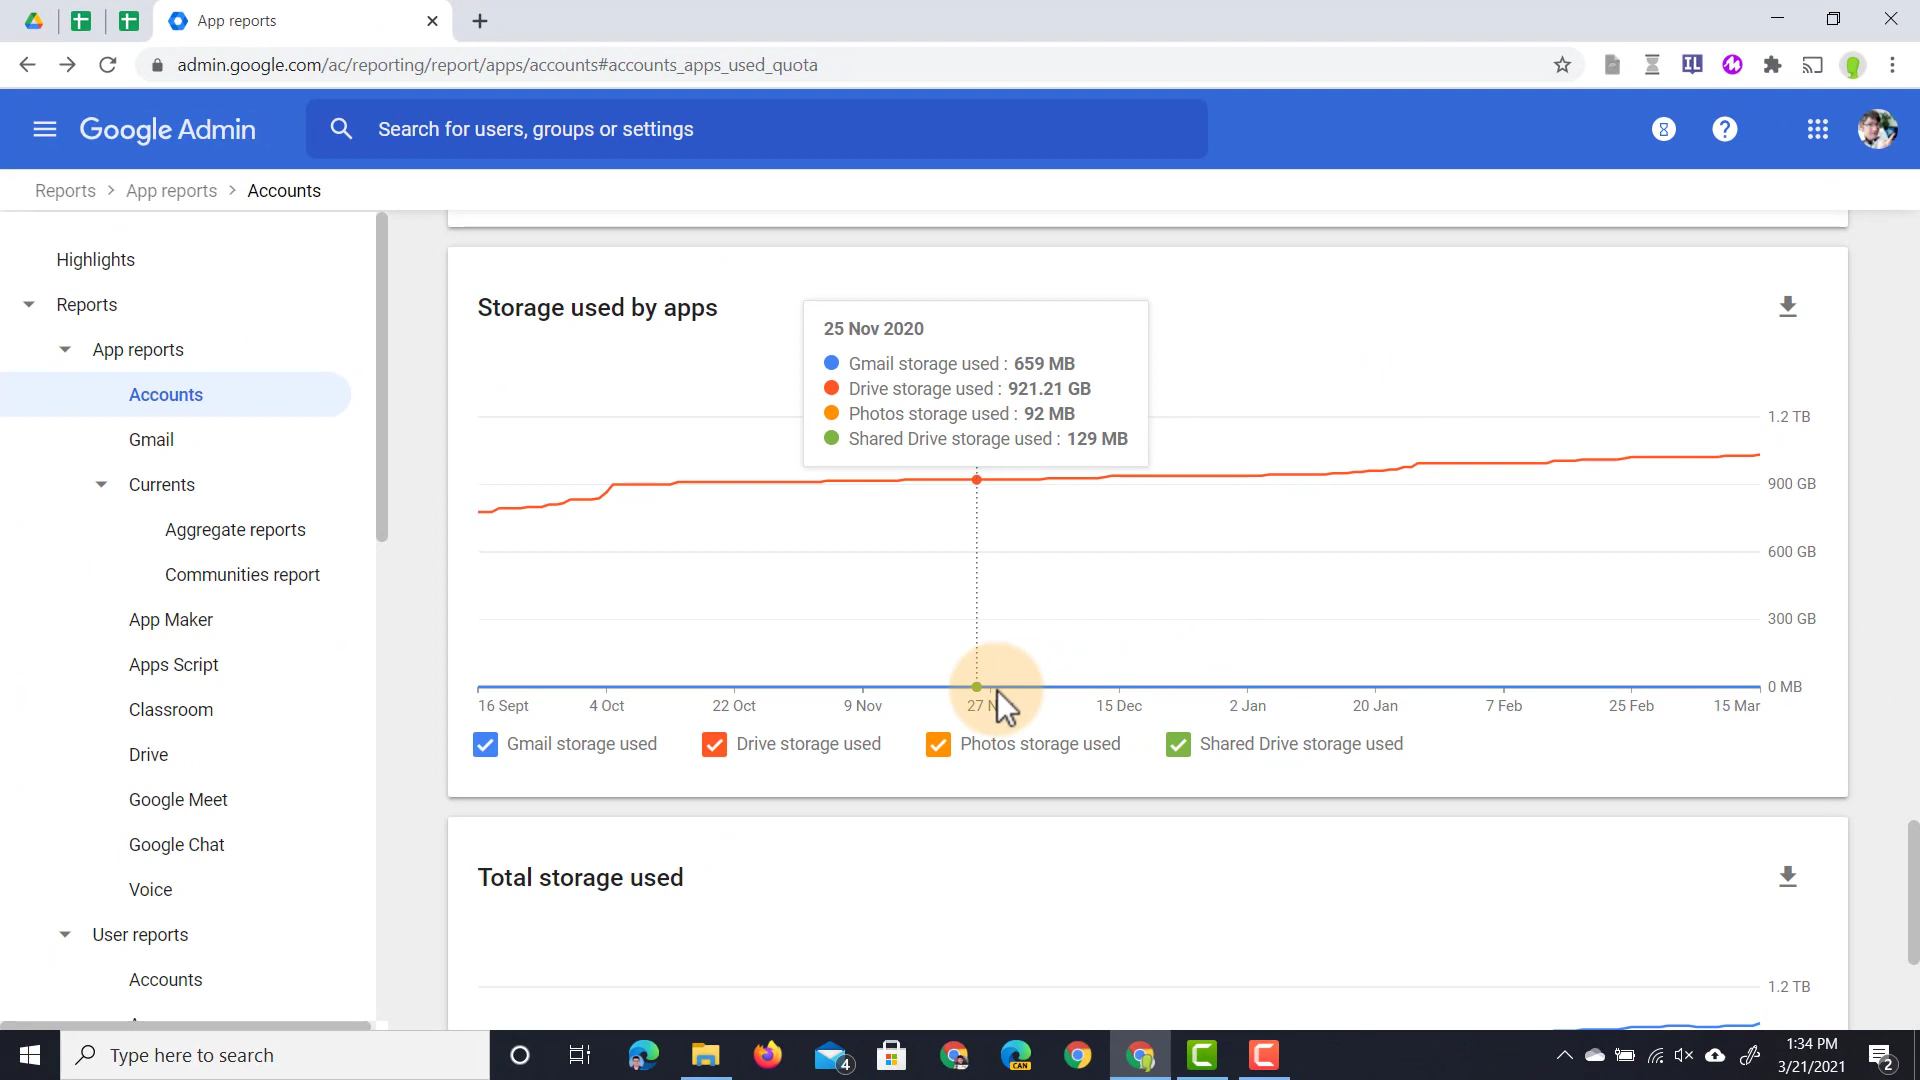 App reports
admin.google.com/ac/reporting/report/apps/accounts#accounts_apps_used_quota
IL
Google Admin
Search for users, groups or settings
Reports > App reports > Accounts
Highlights
Reports
App reports
Accounts
Gmail
Currents
Aggregate reports
Communities report
App Maker
Apps Script
Classroom
Drive
Google Meet
Google Chat
Voice
User reports
Accounts
Storage used by apps
25 Nov 2020
Gmail storage used : 659 MB
Drive storage used : 921.21 GB
Photos storage used : 92 MB
Shared Drive storage used : 129 MB
1.2 TB
900 GB
600 GB
300 GB
0 MB
16 Sept 4 Oct 22 Oct 9 Nov 27 N 15 Dec 2 Jan 20 Jan 7 Feb 25 Feb 15 Mar
Gmail storage used Drive storage used Photos storage used Shared Drive storage used
Total storage used
1.2 TB
Type here to search
4
CAN
1:34 PM
3/21/2021
2